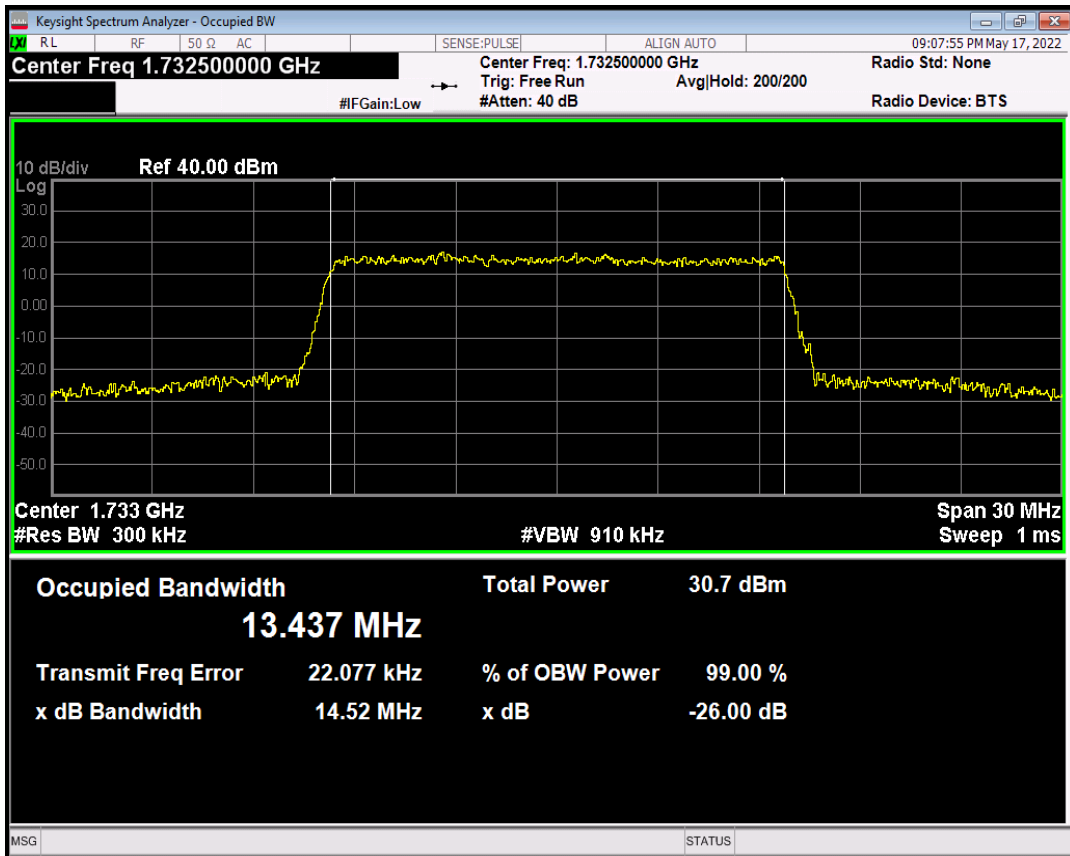 Keysight Spectrum Analyzer - Occupied BW
LXI RL RF 50 Ω AC SENSE:PULSE ALIGN AUTO 09:07:55 PM May 17, 2022
Center Freq 1.732500000 GHz Center Freq: 1.732500000 GHz Radio Std: None
Trig: Free Run Avg|Hold: 200/200
#IFGain:Low #Atten: 40 dB Radio Device: BTS
10 dB/div Ref 40.00 dBm
Log
30.0
20.0
10.0
0.00
-10.0
-20.0
-30.0
-40.0
-50.0
Center 1.733 GHz Span 30 MHz
#Res BW 300 kHz #VBW 910 kHz Sweep 1 ms
Occupied Bandwidth Total Power 30.7 dBm
13.437 MHz
Transmit Freq Error 22.077 kHz % of OBW Power 99.00 %
x dB Bandwidth 14.52 MHz x dB -26.00 dB
MSG STATUS